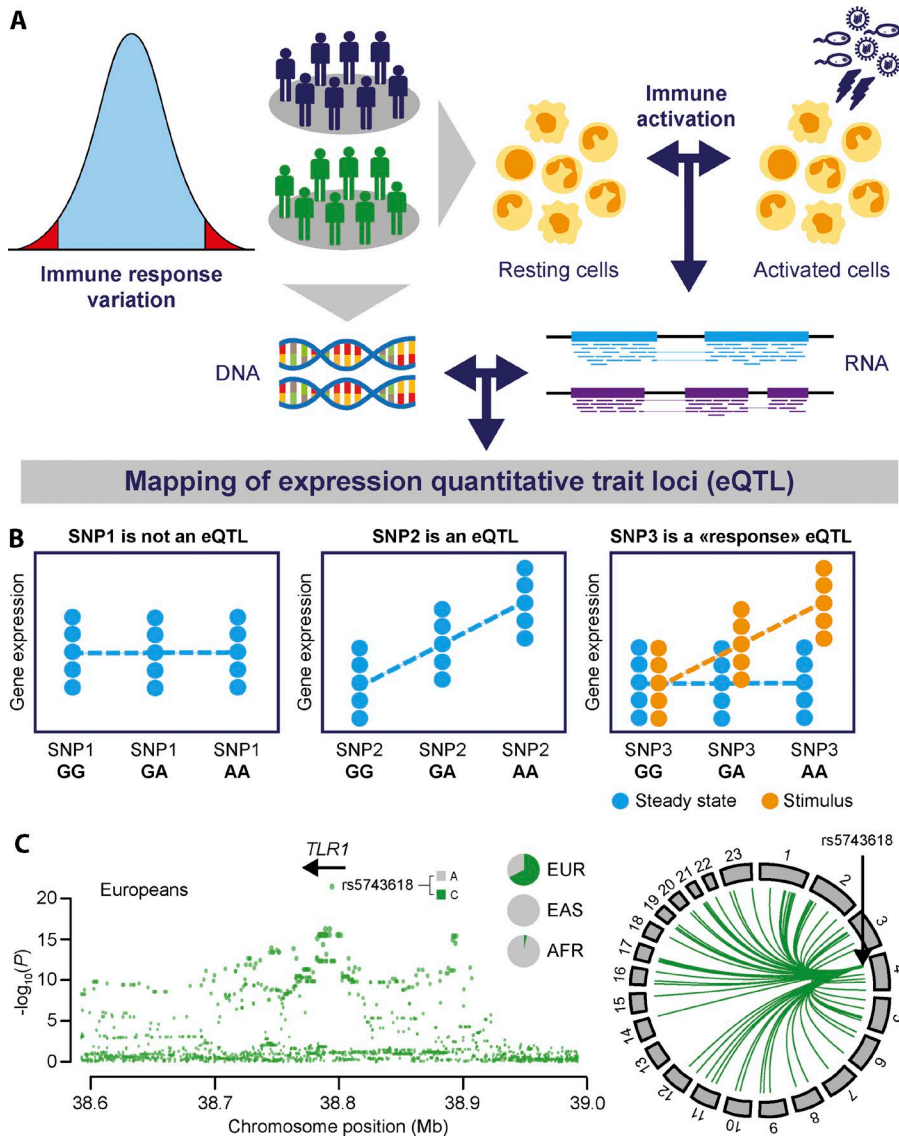 A
Immune response
variation
Immune
activation
Resting cells
Activated cells
DNA
RNA
Mapping of expression quantitative trait loci (eQTL)
B
SNP1 is not an eQTL
Gene expression
SNP1 SNP1 SNP1
GG GA AA
SNP2 is an eQTL
Gene expression
SNP2 SNP2 SNP2
GG GA AA
SNP3 is a «response» eQTL
Gene expression
SNP3 SNP3 SNP3
GG GA AA
Steady state Stimulus
C
Europeans
TLR1
rs5743618
A
C
EUR
EAS
AFR
-log10(P)
20
15
10
5
0
38.6 38.7 38.8 38.9 39.0
Chromosome position (Mb)
rs5743618
1
2
3
4
5
6
7
8
9
10
11
12
13
14
15
16
17
18
19
20
21
22
23